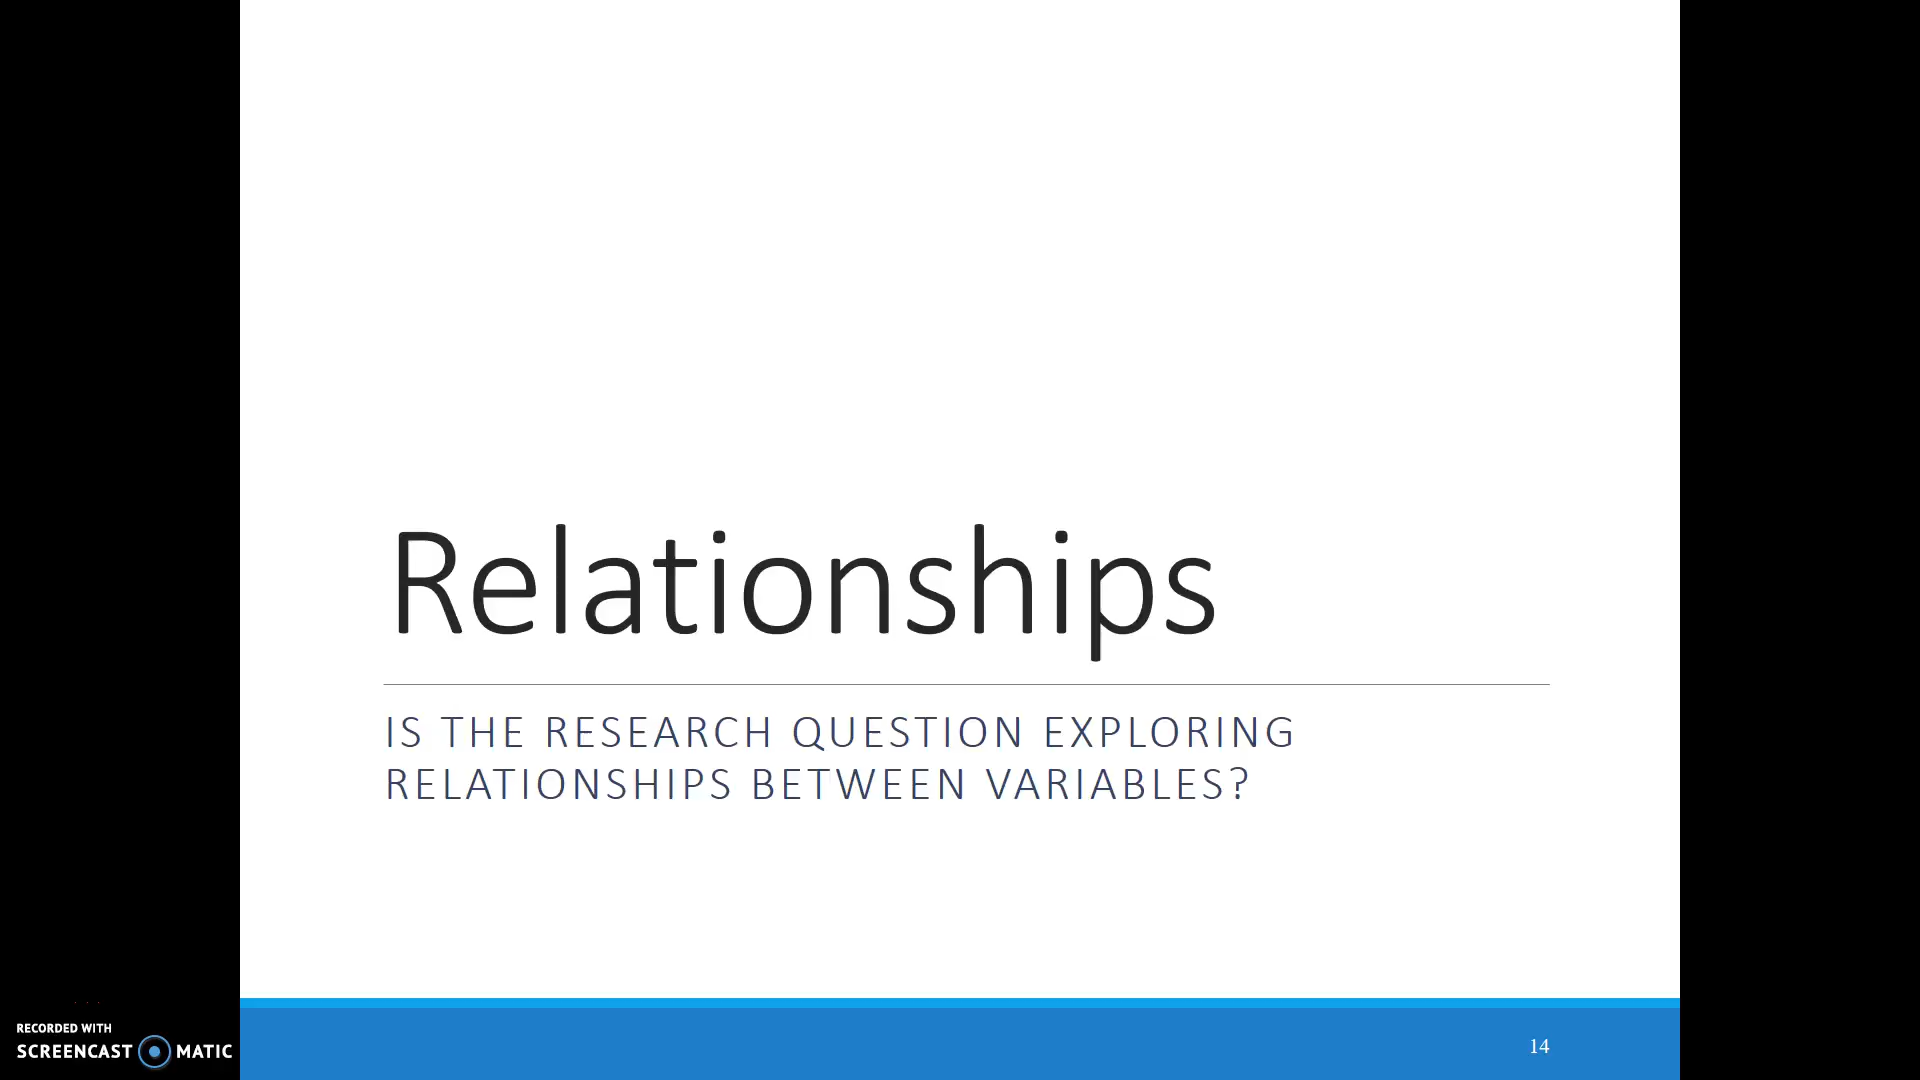 Relationships
IS THE RESEARCH QUESTION EXPLORING
RELATIONSHIPS BETWEEN VARIABLES?
RECORDED WITH
SCREENCAST MATIC
14